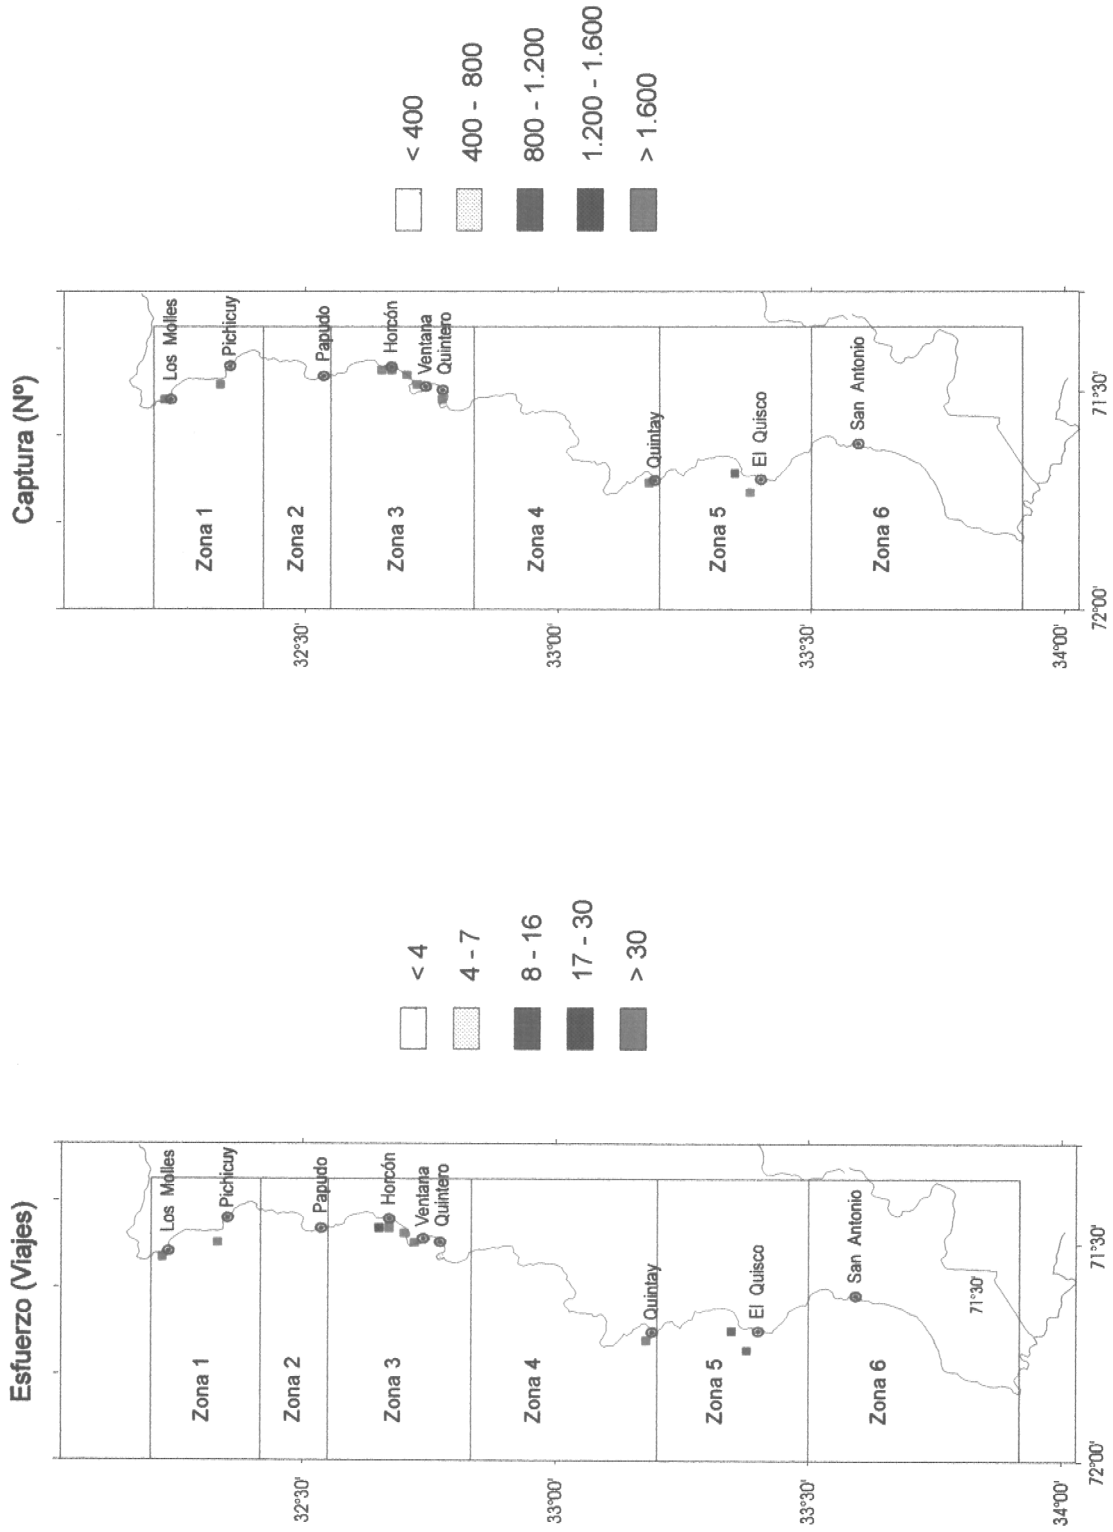 Captura (Nº)
Los Molles
Pichicuy
Papudo
Horcón
Ventana
Quintero
Quintay
El Quisco
San Antonio
Zona 1
Zona 2
Zona 3
Zona 4
Zona 5
Zona 6
32°30'
33°00'
33°30'
34°00'
72°00'
71°30'
< 400
400 - 800
800 - 1.200
1.200 - 1.600
> 1.600
Esfuerzo (Viajes)
Los Molles
Pichicuy
Papudo
Horcón
Ventana
Quintero
Quintay
El Quisco
San Antonio
Zona 1
Zona 2
Zona 3
Zona 4
Zona 5
Zona 6
71°30'
32°30'
33°00'
33°30'
34°00'
72°00'
71°30'
< 4
4 - 7
8 - 16
17 - 30
> 30